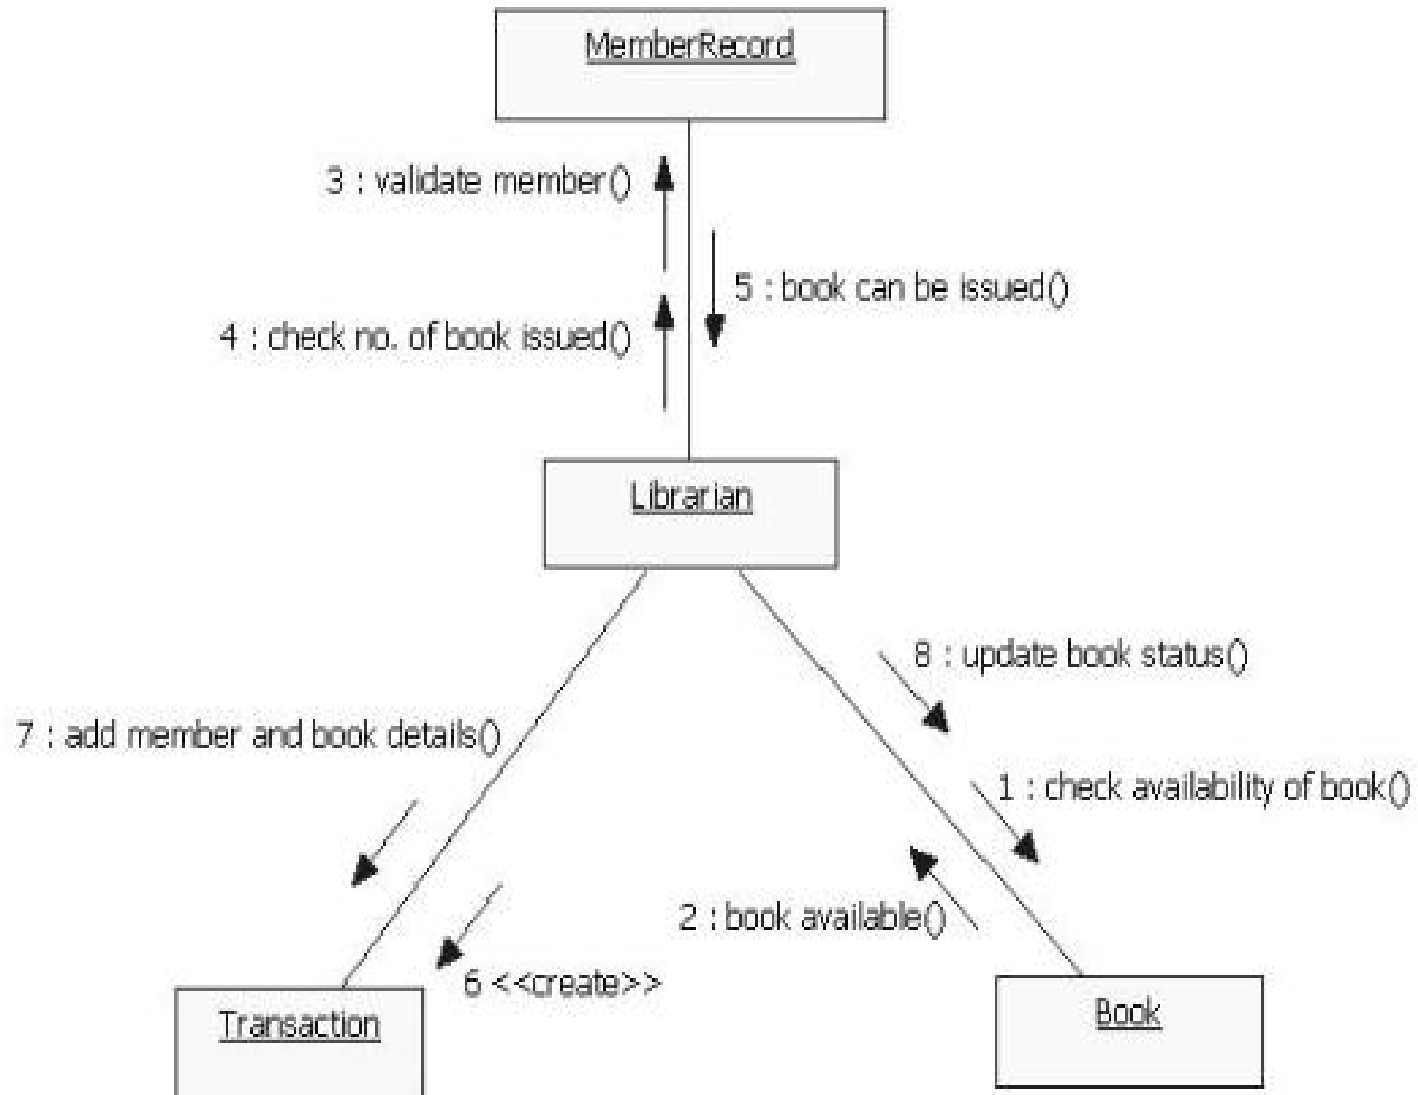 MemberRecord
3 : validate member()
5 : book can be issued()
4 : check no. of book issued()
Librarian
8 : update book status()
7 : add member and book details()
1 : check availability of book()
2 : book available()
6 <<create>>
Transaction
Book